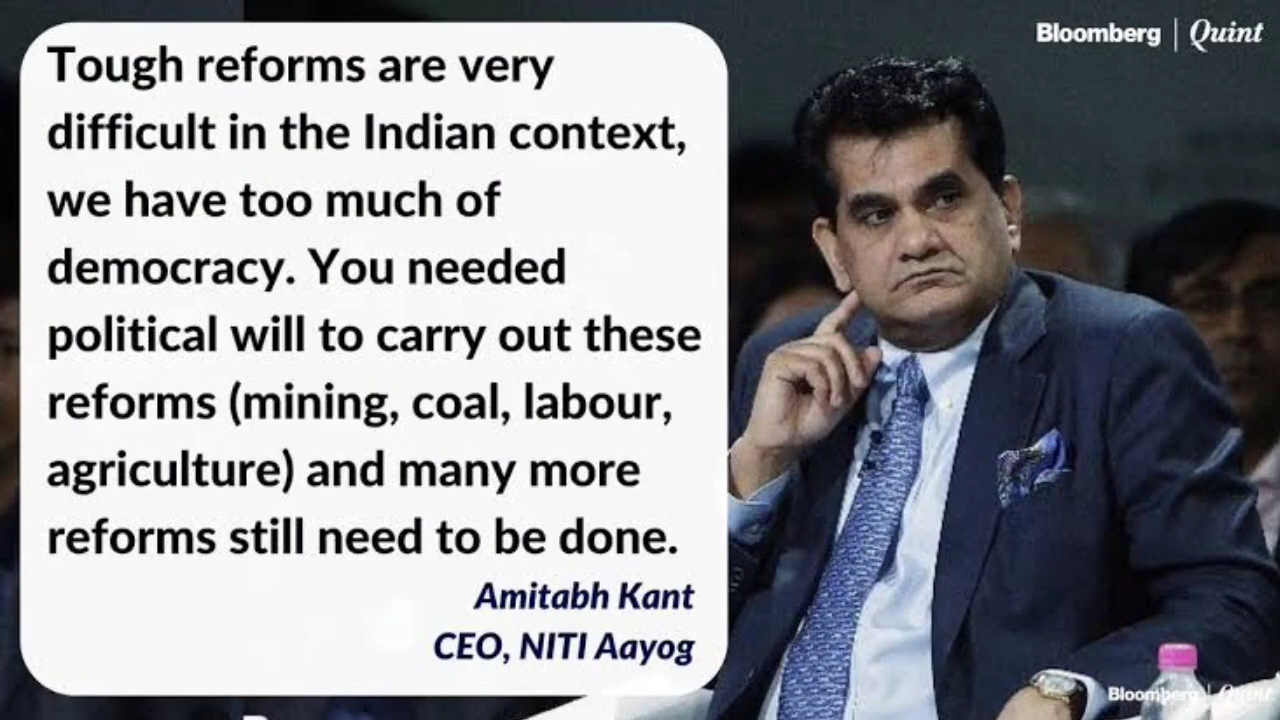 Bloomberg | Quint
Tough reforms are very
difficult in the Indian context,
we have too much of
democracy. You needed
political will to carry out these
reforms (mining, coal, labour,
agriculture) and many more
reforms still need to be done.
Amitabh Kant
CEO, NITI Aayog
Bloomberg | Quint